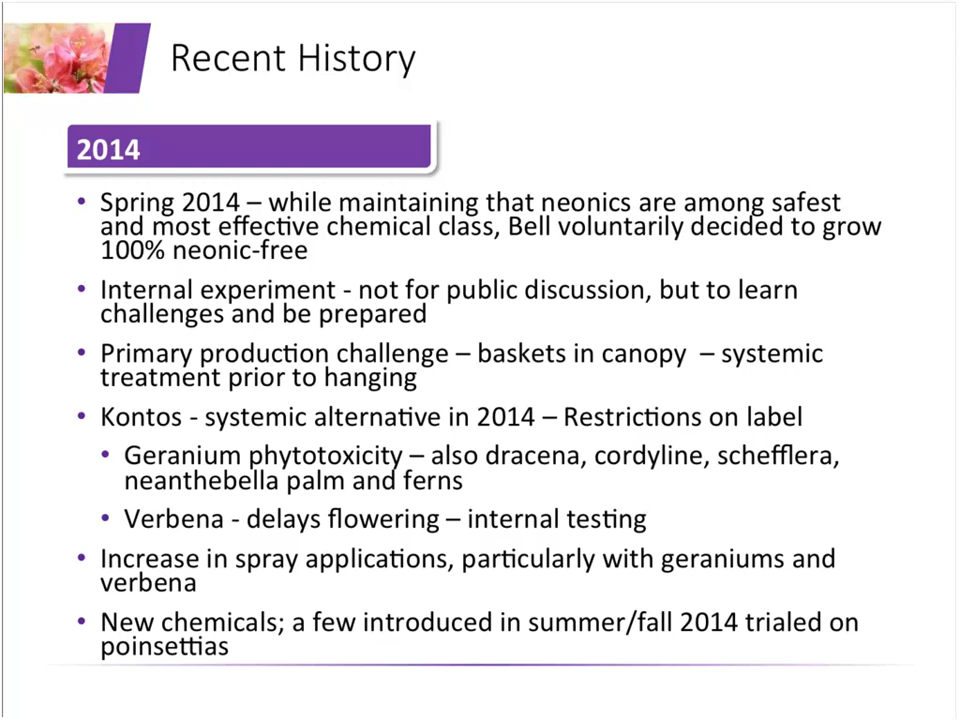 Recent History
2014
• Spring 2014 – while maintaining that neonics are among safest
and most effective chemical class, Bell voluntarily decided to grow
100% neonic-free
• Internal experiment - not for public discussion, but to learn
challenges and be prepared
• Primary production challenge – baskets in canopy – systemic
treatment prior to hanging
• Kontos - systemic alternative in 2014 – Restrictions on label
• Geranium phytotoxicity – also dracena, cordyline, schefflera,
neanthebella palm and ferns
• Verbena - delays flowering – internal testing
• Increase in spray applications, particularly with geraniums and
verbena
• New chemicals; a few introduced in summer/fall 2014 trialed on
poinsettias